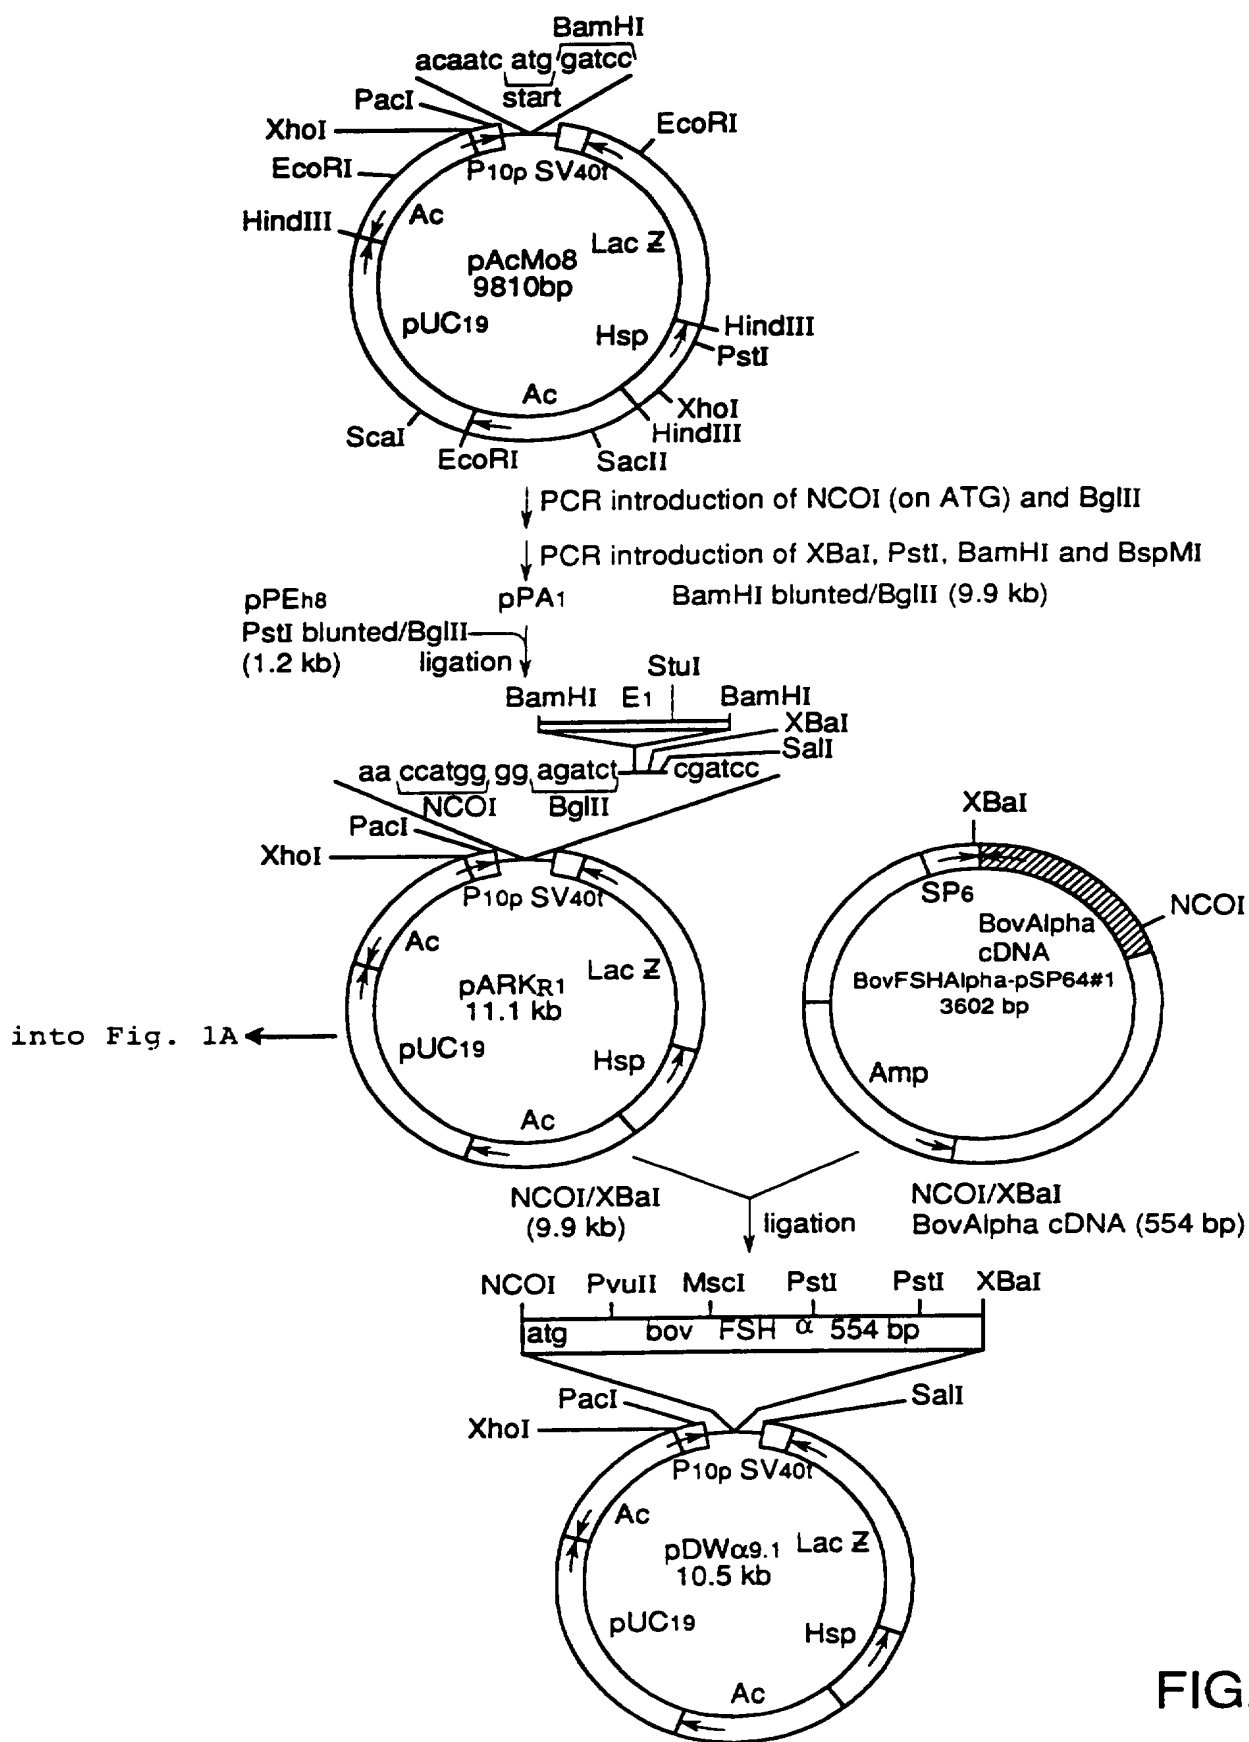 BamHI
acaatc atg gatcc
start
PacI
XhoI
EcoRI
EcoRI
P10p SV40t
HindIII
Ac
Lac Z
pAcMo8
9810bp
pUC19
Hsp
HindIII
PstI
Ac
XhoI
HindIII
ScaI
EcoRI
SacII
PCR introduction of NCOI (on ATG) and BglII
PCR introduction of XBaI, PstI, BamHI and BspMI
pPEh8
pPA1
BamHI blunted/BglII (9.9 kb)
PstI blunted/BglII
(1.2 kb)
ligation
StuI
BamHI E1 BamHI
XBaI
SalI
aa ccatgg gg agatct cgatcc
NCOI BglII
PacI
XhoI
P10p SV40t
Ac
Lac Z
pARKR1
11.1 kb
pUC19
Hsp
Ac
into Fig. 1A
XBaI
SP6
NCOI
BovAlpha
cDNA
BovFSHAlpha-pSP64#1
3602 bp
Amp
NCOI/XBaI
(9.9 kb)
ligation
NCOI/XBaI
BovAlpha cDNA (554 bp)
NCOI PvuII MscI PstI PstI XBaI
atg bov FSH α 554 bp
PacI
SalI
XhoI
P10p SV40t
Ac
Lac Z
pDWα9.1
10.5 kb
pUC19
Hsp
Ac
FIG.